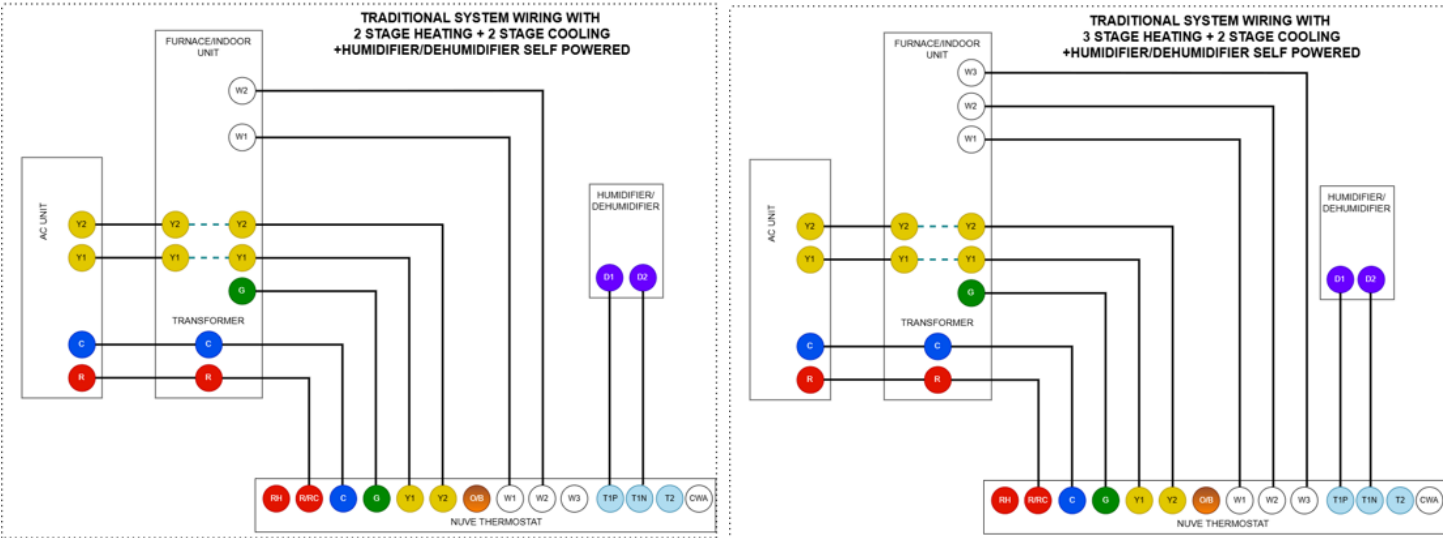 TRADITIONAL SYSTEM WIRING WITH
2 STAGE HEATING + 2 STAGE COOLING
+HUMIDIFIER/DEHUMIDIFIER SELF POWERED
FURNACE/INDOOR
UNIT
W2
W1
AC UNIT
HUMIDIFIER/
DEHUMIDIFIER
Y2 Y2 Y2
Y1 Y1 Y1
D1 D2
G
TRANSFORMER
C C
R R
RH R/RC C G Y1 Y2 O/B W1 W2 W3 T1P T1N T2 CWA
NUVE THERMOSTAT
TRADITIONAL SYSTEM WIRING WITH
3 STAGE HEATING + 2 STAGE COOLING
+HUMIDIFIER/DEHUMIDIFIER SELF POWERED
FURNACE/INDOOR
UNIT
W3
W2
W1
AC UNIT
HUMIDIFIER/
DEHUMIDIFIER
Y2 Y2 Y2
Y1 Y1 Y1
D1 D2
G
TRANSFORMER
C C
R R
RH R/RC C G Y1 Y2 O/B W1 W2 W3 T1P T1N T2 CWA
NUVE THERMOSTAT